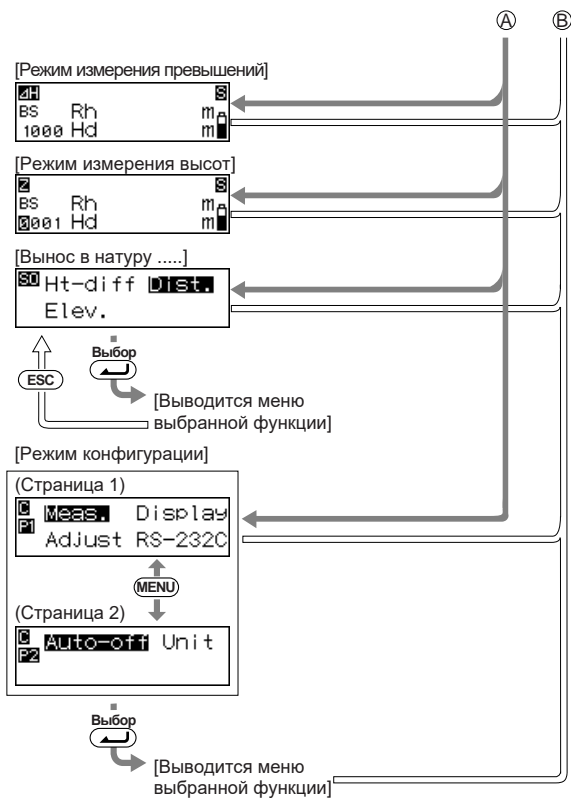 A B
[Режим измерения превышений]
⊿H S
BS Rh m
1000 Hd m
[Режим измерения высот]
Z S
BS Rh m
0001 Hd m
[Вынос в натуру .....]
SO Ht-diff Dist.
Elev.
Выбор
ESC
[Выводится меню
выбранной функции]
[Режим конфигурации]
(Страница 1)
C Meas. Display
P1 Adjust RS-232C
MENU
(Страница 2)
C Auto-off Unit
P2
Выбор
[Выводится меню
выбранной функции]